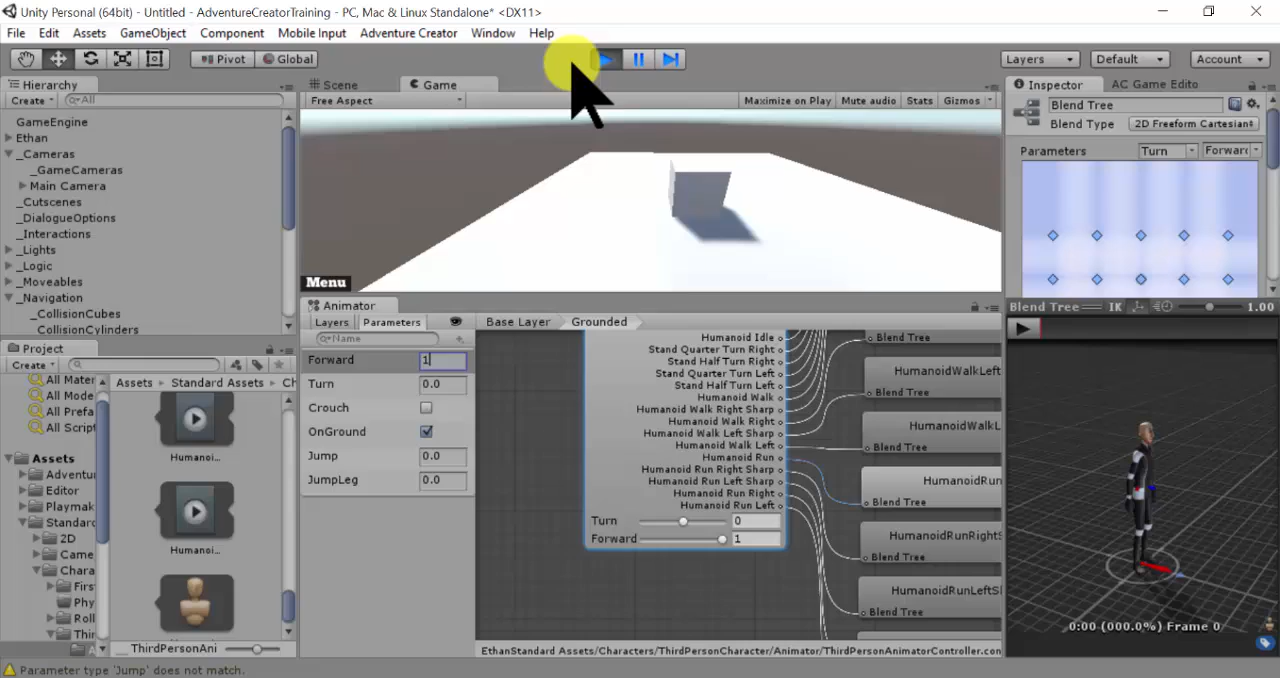 Unity Personal (64bit) - Untitled - AdventureCreatorTraining - PC, Mac & Linux Standalone* <DX11>
File Edit Assets GameObject Component Mobile Input Adventure Creator Window Help
Pivot Global Layers Default Account
Hierarchy
Create All
GameEngine
Ethan
_Cameras
_GameCameras
Main Camera
_Cutscenes
_DialogueOptions
_Interactions
_Lights
_Logic
_Moveables
_Navigation
_CollisionCubes
_CollisionCylinders
Scene Game
Free Aspect Maximize on Play Mute audio Stats Gizmos
Menu
Inspector AC Game Edito
Blend Tree
Blend Type 2D Freeform Cartesian
Parameters Turn Forward
Blend Tree IK 1.00
0:00 (000.0%) Frame 0
Animator
Layers Parameters
Name
Forward 1
Turn 0.0
Crouch
OnGround
Jump 0.0
JumpLeg 0.0
Base Layer Grounded
Humanoid Idle
Stand Quarter Turn Right
Stand Half Turn Right
Stand Quarter Turn Left
Stand Half Turn Left
Humanoid Walk
Humanoid Walk Right Sharp
Humanoid Walk Right
Humanoid Walk Left Sharp
Humanoid Walk Left
Humanoid Run
Humanoid Run Right Sharp
Humanoid Run Left Sharp
Humanoid Run Right
Humanoid Run Left
Turn 0
Forward 1
Blend Tree
HumanoidWalkLeft
Blend Tree
HumanoidWalkL
Blend Tree
HumanoidRun
Blend Tree
HumanoidRunRightS
Blend Tree
HumanoidRunLeftSl
Blend Tree
EthanStandard Assets/Characters/ThirdPersonCharacter/Animator/ThirdPersonAnimatorController.con
Project
Create
All Mater
All Mode
All Prefa
All Script
Assets
Adventu
Editor
Playmak
Standar
2D
Came
Chara
First
Phy
Roll
Thir
Assets Standard Assets Ch
Humanoi...
Humanoi...
ThirdPersonAni
Parameter type 'Jump' does not match.